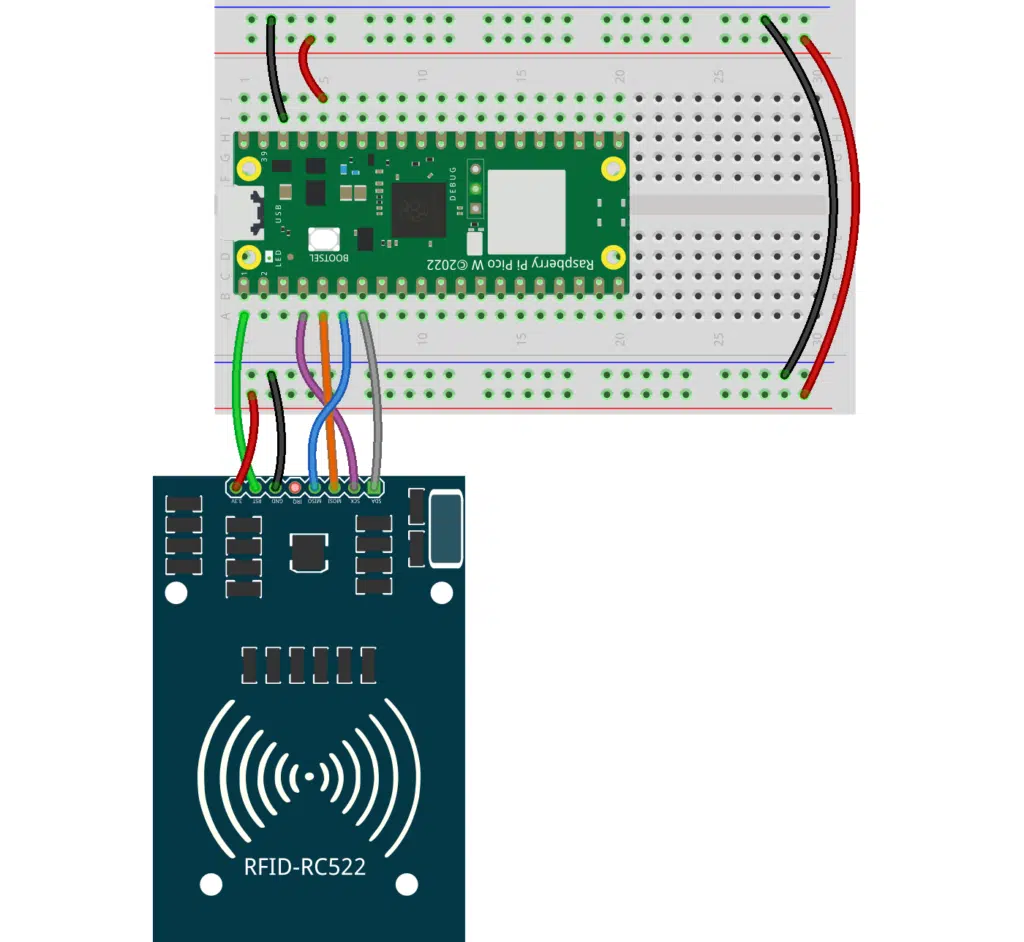 1 5 10 15 20 25 30
J
I
H
G
F
39
USB
DEBUG
LED
BOOTSEL
Raspberry Pi Pico W ©2022
1
2
D
C
B
A
10 15 20 25 30
3.3V RST GND IRQ MISO MOSI SCK SDA
RFID-RC522